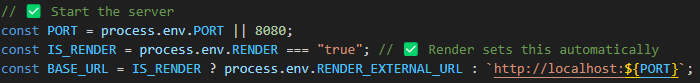 // ✅ Start the server
const PORT = process.env.PORT || 8080;
const IS_RENDER = process.env.RENDER === "true"; // ✅ Render sets this automatically
const BASE_URL = IS_RENDER ? process.env.RENDER_EXTERNAL_URL : `http://localhost:${PORT}`;